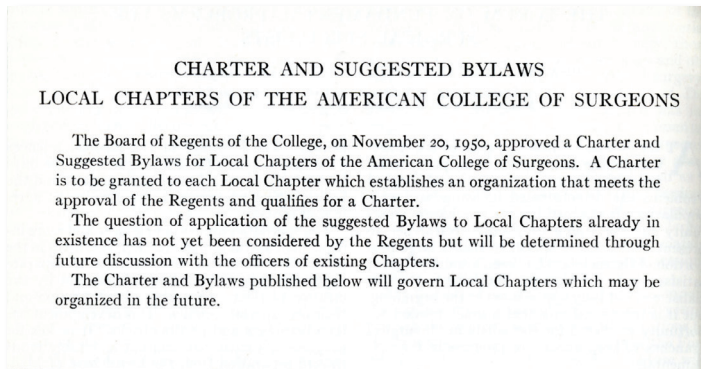 CHARTER AND SUGGESTED BYLAWS
LOCAL CHAPTERS OF THE AMERICAN COLLEGE OF SURGEONS
The Board of Regents of the College, on November 20, 1950, approved a Charter and
Suggested Bylaws for Local Chapters of the American College of Surgeons. A Charter
is to be granted to each Local Chapter which establishes an organization that meets the
approval of the Regents and qualifies for a Charter.
The question of application of the suggested Bylaws to Local Chapters already in
existence has not yet been considered by the Regents but will be determined through
future discussion with the officers of existing Chapters.
The Charter and Bylaws published below will govern Local Chapters which may be
organized in the future.